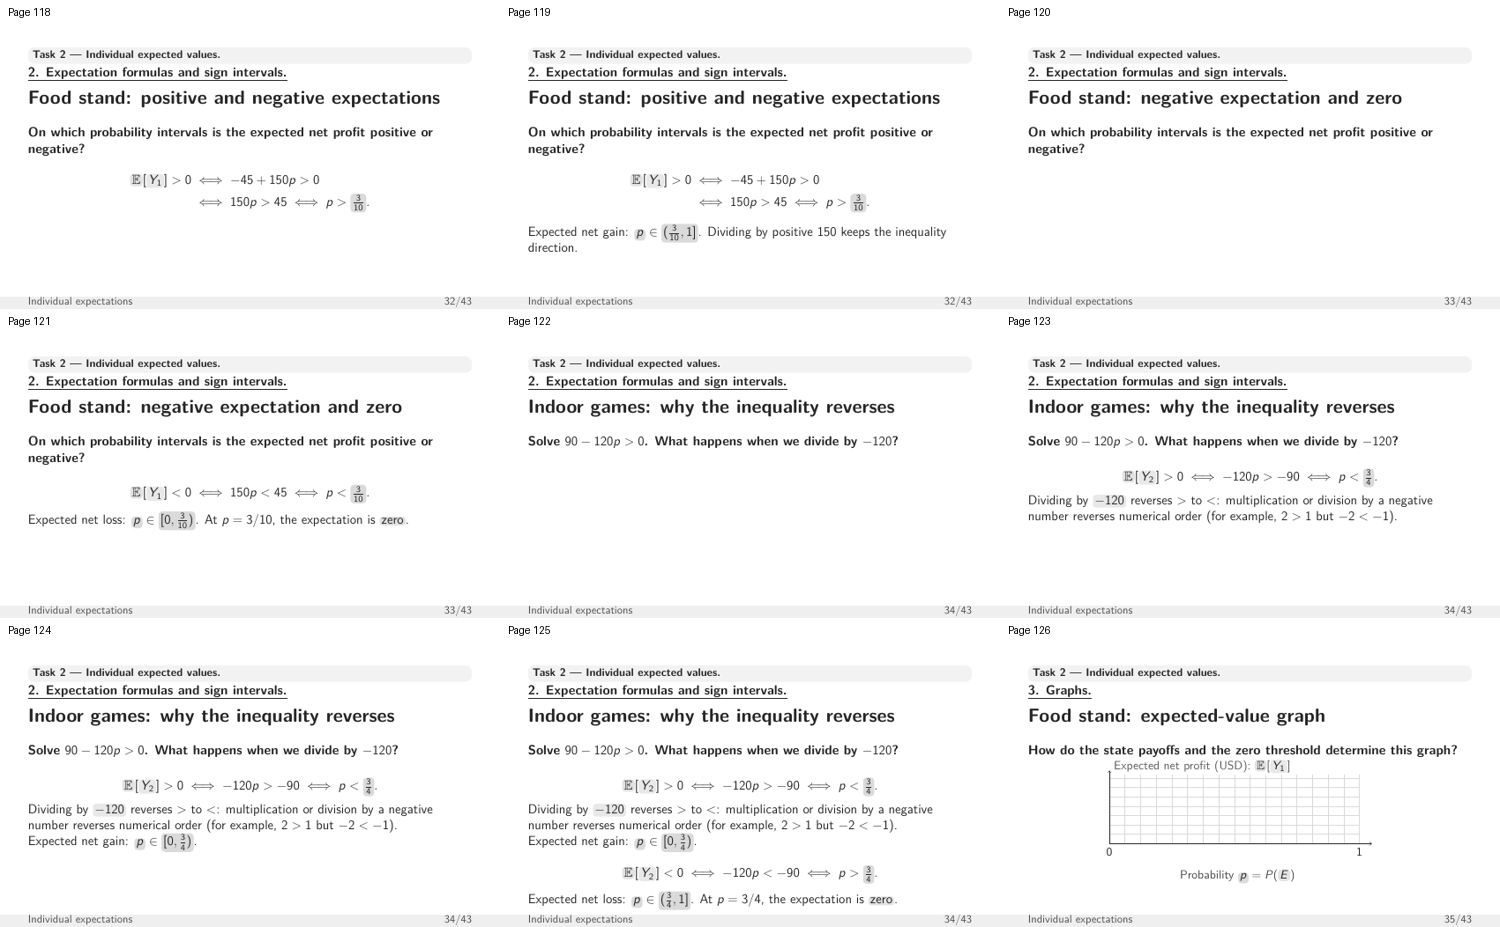 Page 118
Task 2 — Individual expected values.
2. Expectation formulas and sign intervals.
Food stand: positive and negative expectations
On which probability intervals is the expected net profit positive or
negative?
𝔼[Y₁] > 0 ⟺ −45 + 150p > 0
⟺ 150p > 45 ⟺ p > 3/10.
Individual expectations 32/43
Page 119
Task 2 — Individual expected values.
2. Expectation formulas and sign intervals.
Food stand: positive and negative expectations
On which probability intervals is the expected net profit positive or
negative?
𝔼[Y₁] > 0 ⟺ −45 + 150p > 0
⟺ 150p > 45 ⟺ p > 3/10.
Expected net gain: p ∈ (3/10, 1]. Dividing by positive 150 keeps the inequality
direction.
Individual expectations 32/43
Page 120
Task 2 — Individual expected values.
2. Expectation formulas and sign intervals.
Food stand: negative expectation and zero
On which probability intervals is the expected net profit positive or
negative?
Individual expectations 33/43
Page 121
Task 2 — Individual expected values.
2. Expectation formulas and sign intervals.
Food stand: negative expectation and zero
On which probability intervals is the expected net profit positive or
negative?
𝔼[Y₁] < 0 ⟺ 150p < 45 ⟺ p < 3/10.
Expected net loss: p ∈ [0, 3/10). At p = 3/10, the expectation is zero.
Individual expectations 33/43
Page 122
Task 2 — Individual expected values.
2. Expectation formulas and sign intervals.
Indoor games: why the inequality reverses
Solve 90 − 120p > 0. What happens when we divide by −120?
Individual expectations 34/43
Page 123
Task 2 — Individual expected values.
2. Expectation formulas and sign intervals.
Indoor games: why the inequality reverses
Solve 90 − 120p > 0. What happens when we divide by −120?
𝔼[Y₂] > 0 ⟺ −120p > −90 ⟺ p < 3/4.
Dividing by −120 reverses > to <: multiplication or division by a negative
number reverses numerical order (for example, 2 > 1 but −2 < −1).
Individual expectations 34/43
Page 124
Task 2 — Individual expected values.
2. Expectation formulas and sign intervals.
Indoor games: why the inequality reverses
Solve 90 − 120p > 0. What happens when we divide by −120?
𝔼[Y₂] > 0 ⟺ −120p > −90 ⟺ p < 3/4.
Dividing by −120 reverses > to <: multiplication or division by a negative
number reverses numerical order (for example, 2 > 1 but −2 < −1).
Expected net gain: p ∈ [0, 3/4).
Individual expectations 34/43
Page 125
Task 2 — Individual expected values.
2. Expectation formulas and sign intervals.
Indoor games: why the inequality reverses
Solve 90 − 120p > 0. What happens when we divide by −120?
𝔼[Y₂] > 0 ⟺ −120p > −90 ⟺ p < 3/4.
Dividing by −120 reverses > to <: multiplication or division by a negative
number reverses numerical order (for example, 2 > 1 but −2 < −1).
Expected net gain: p ∈ [0, 3/4).
𝔼[Y₂] < 0 ⟺ −120p < −90 ⟺ p > 3/4.
Expected net loss: p ∈ (3/4, 1]. At p = 3/4, the expectation is zero.
Individual expectations 34/43
Page 126
Task 2 — Individual expected values.
3. Graphs.
Food stand: expected-value graph
How do the state payoffs and the zero threshold determine this graph?
Expected net profit (USD): 𝔼[Y₁]
0 1
Probability p = P(E)
Individual expectations 35/43